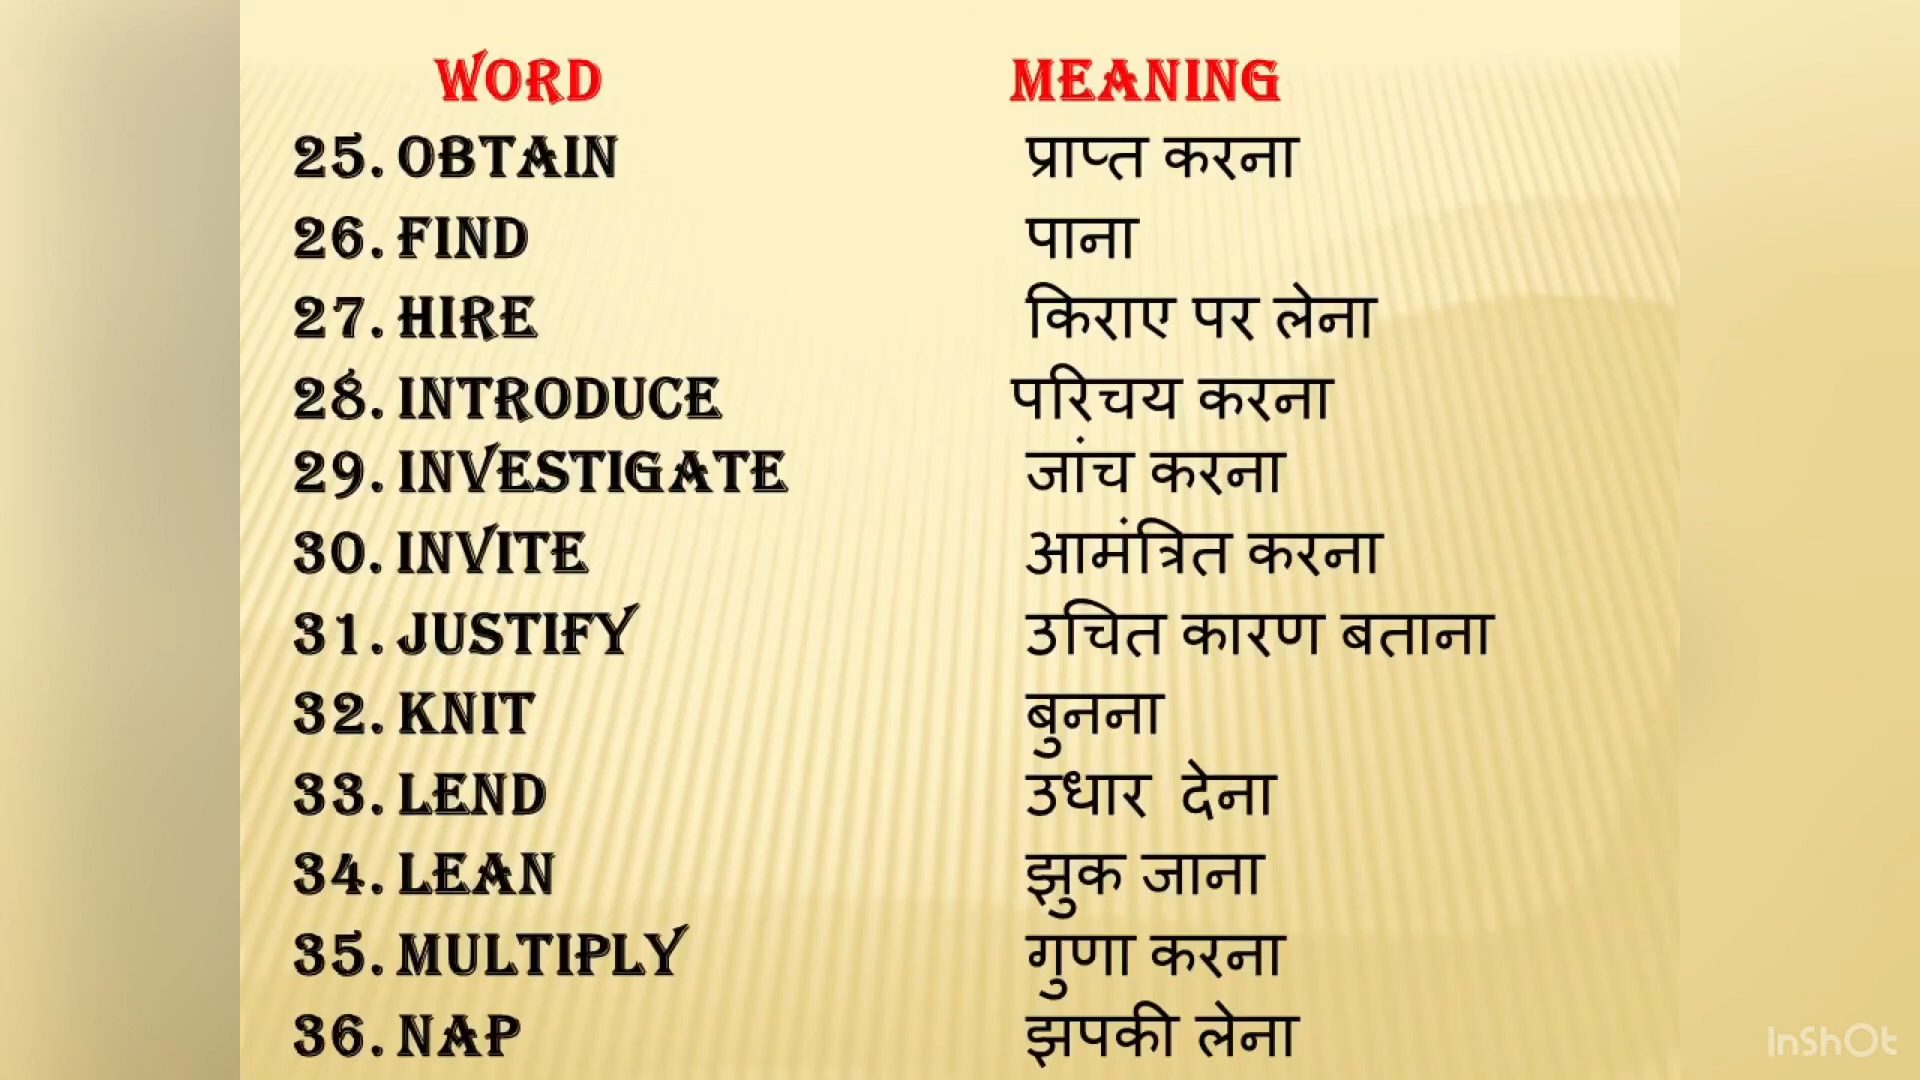 WORD MEANING
25. OBTAIN प्राप्त करना
26. FIND पाना
27. HIRE किराए पर लेना
28. INTRODUCE परिचय करना
29. INVESTIGATE जांच करना
30. INVITE आमंत्रित करना
31. JUSTIFY उचित कारण बताना
32. KNIT बुनना
33. LEND उधार देना
34. LEAN झुक जाना
35. MULTIPLY गुणा करना
36. NAP झपकी लेना
InShOt